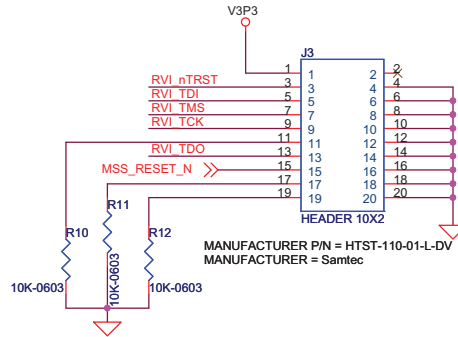 V3P3
J3
1 1 2 2
RVI_nTRST 3 3 4 4
RVI_TDI 5 5 6 6
RVI_TMS 7 7 8 8
RVI_TCK 9 9 10 10
11 11 12 12
RVI_TDO 13 13 14 14
MSS_RESET_N 15 15 16 16
17 17 18 18
19 19 20 20
HEADER 10X2
R10 R11 R12
MANUFACTURER P/N = HTST-110-01-L-DV
MANUFACTURER = Samtec
10K-0603 10K-0603 10K-0603